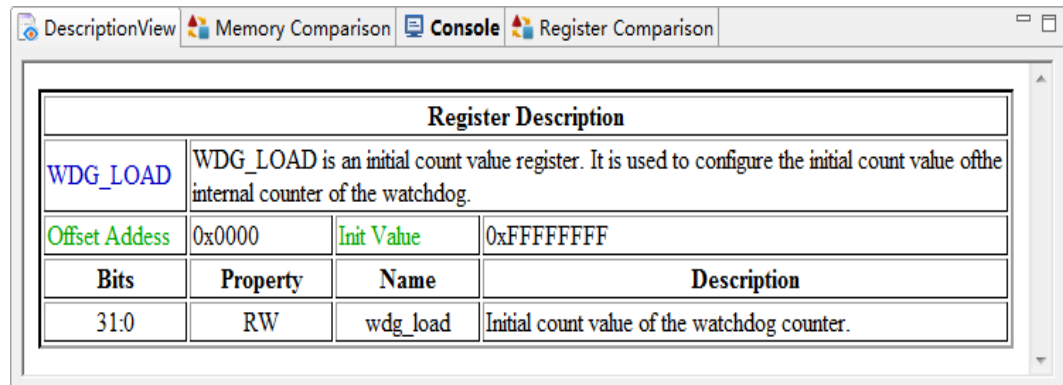 DescriptionView Memory Comparison Console Register Comparison
Register Description
WDG_LOAD WDG_LOAD is an initial count value register. It is used to configure the initial count value ofthe
internal counter of the watchdog.
Offset Addess 0x0000 Init Value 0xFFFFFFFF
Bits Property Name Description
31:0 RW wdg_load Initial count value of the watchdog counter.